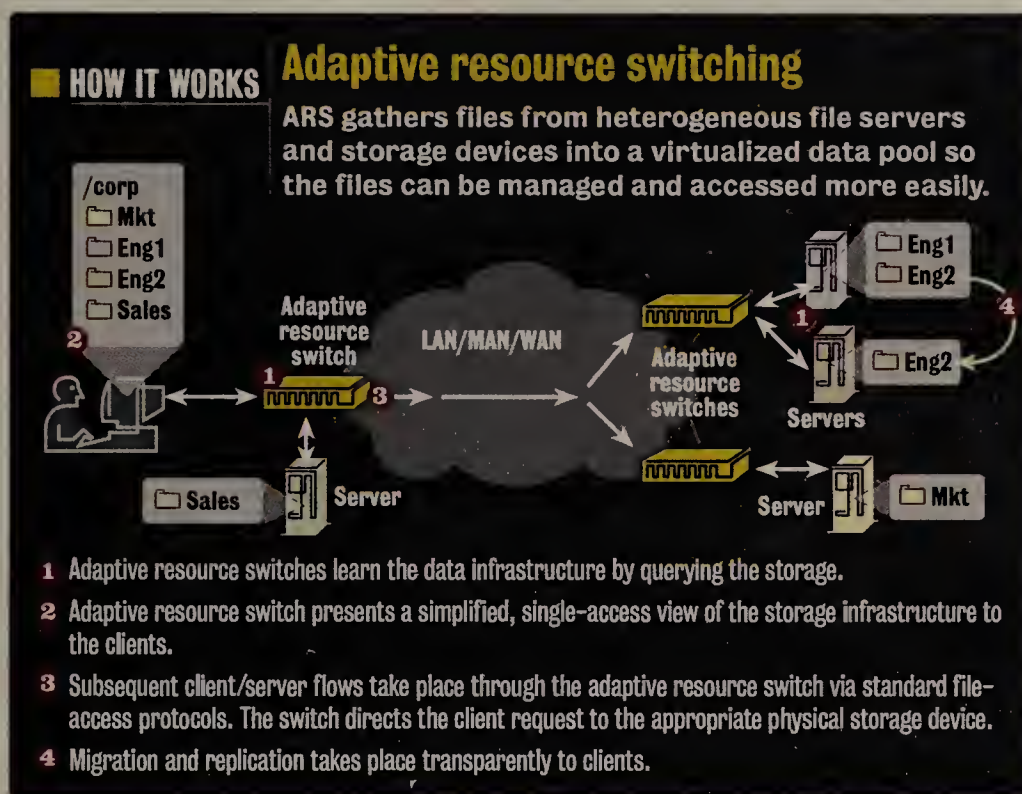 HOW IT WORKS
Adaptive resource switching
ARS gathers files from heterogeneous file servers
and storage devices into a virtualized data pool so
the files can be managed and accessed more easily.
/corp
Mkt
Eng1
Eng2
Sales
2
Adaptive
resource
switch
1
3
LAN/MAN/WAN
Adaptive
resource
switches
1
Eng1
Eng2
4
Eng2
Servers
Sales
Server
Server
Mkt
1 Adaptive resource switches learn the data infrastructure by querying the storage.
2 Adaptive resource switch presents a simplified, single-access view of the storage infrastructure to
the clients.
3 Subsequent client/server flows take place through the adaptive resource switch via standard file-
access protocols. The switch directs the client request to the appropriate physical storage device.
4 Migration and replication takes place transparently to clients.